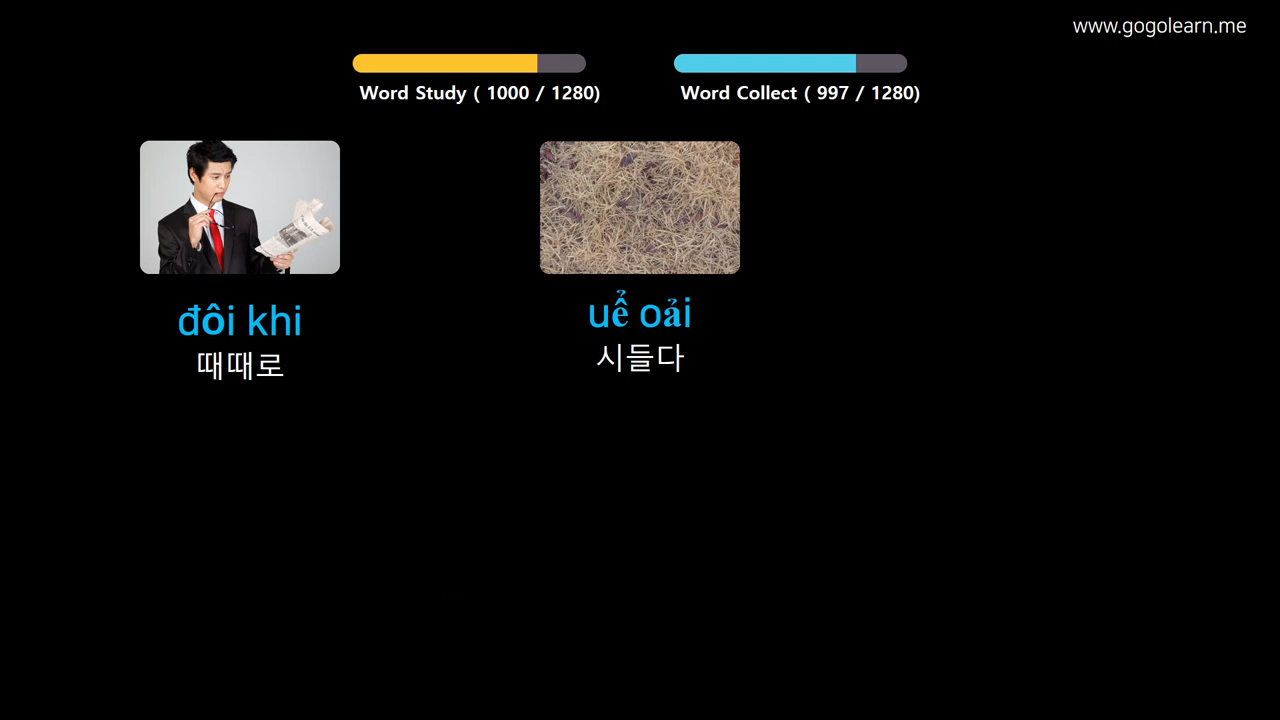 www.gogolearn.me
Word Study ( 1000 / 1280)
Word Collect ( 997 / 1280)
đôi khi
때때로
uể oải
시들다